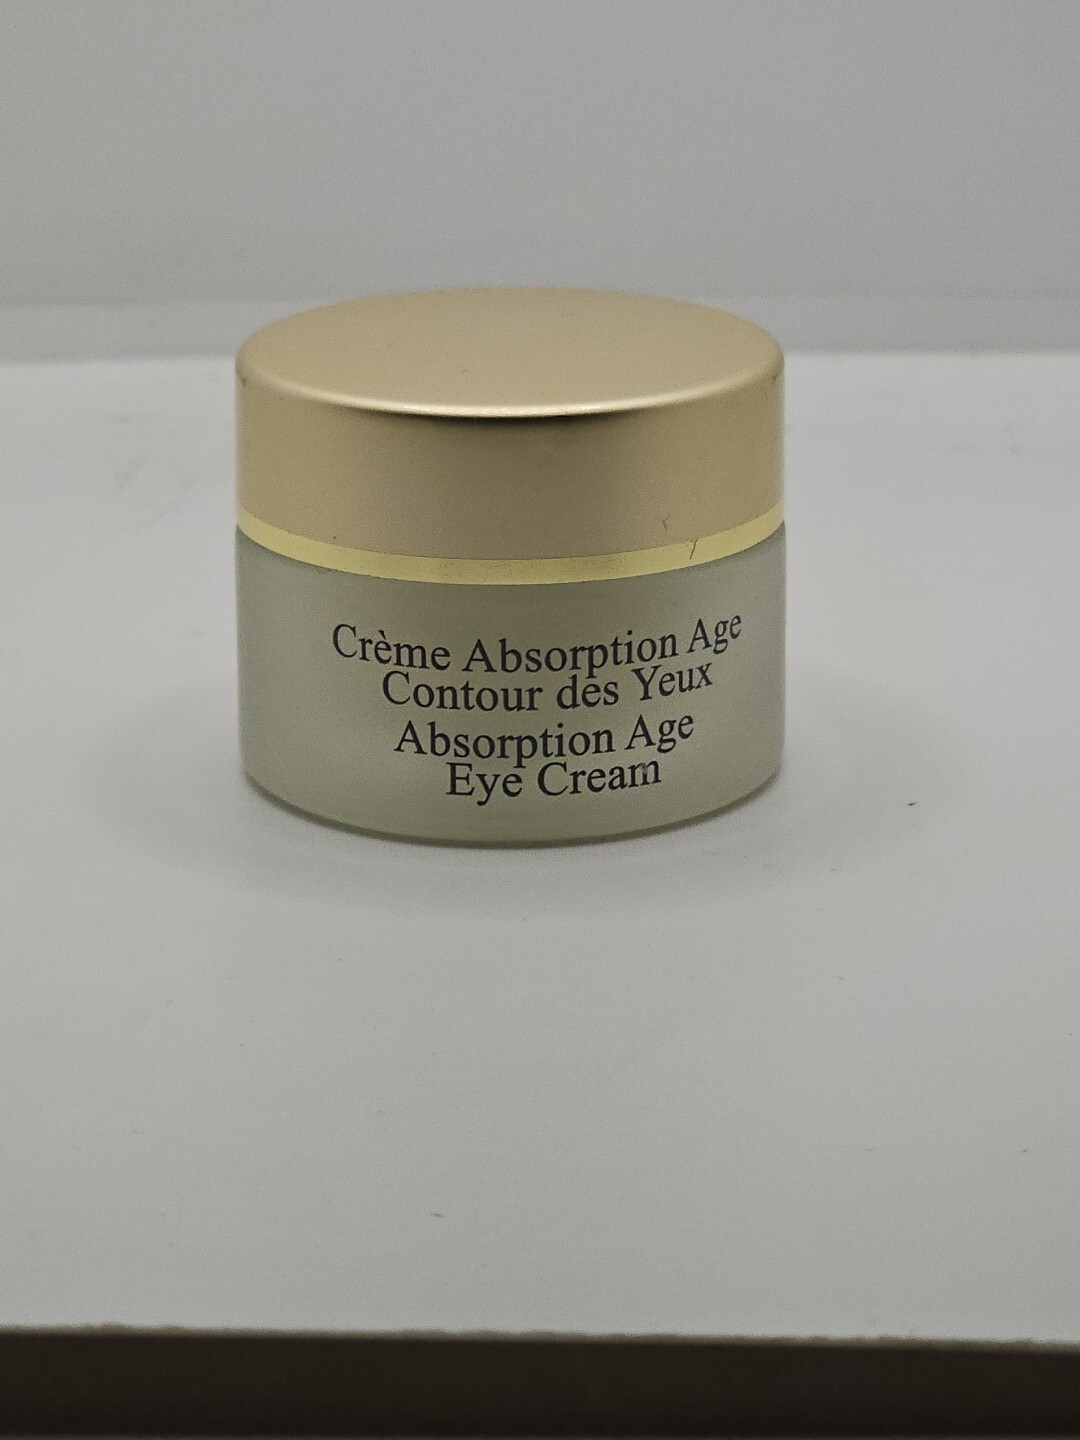 Crème Absorption Age
Contour des Yeux
Absorption Age
Eye Cream